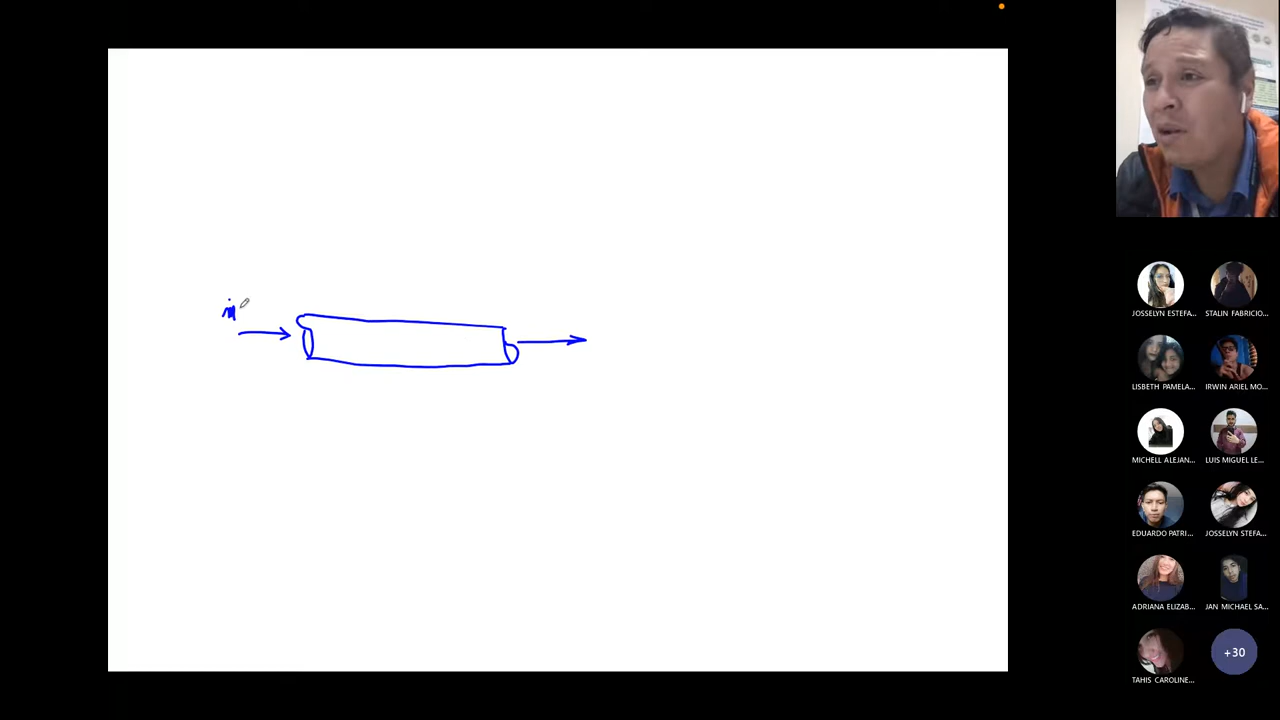 ṁ
JOSSELYN ESTEFA...
STALIN FABRICIO...
LISBETH PAMELA...
IRWIN ARIEL MO...
MICHELL ALEJAN...
LUIS MIGUEL LE...
EDUARDO PATRI...
JOSSELYN STEFA...
ADRIANA ELIZAB...
JAN MICHAEL SA...
TAHIS CAROLINE...
+30